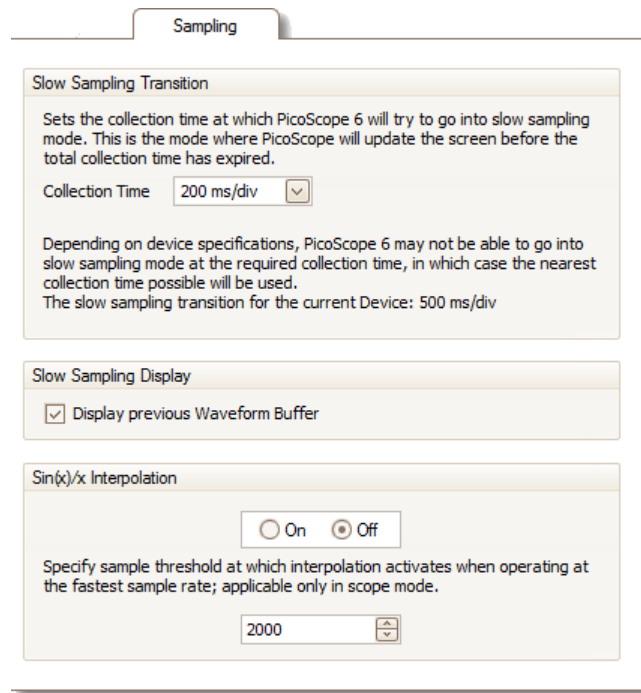 Sampling
Slow Sampling Transition
Sets the collection time at which PicoScope 6 will try to go into slow sampling
mode. This is the mode where PicoScope will update the screen before the
total collection time has expired.
Collection Time 200 ms/div
Depending on device specifications, PicoScope 6 may not be able to go into
slow sampling mode at the required collection time, in which case the nearest
collection time possible will be used.
The slow sampling transition for the current Device: 500 ms/div
Slow Sampling Display
Display previous Waveform Buffer
Sin(x)/x Interpolation
On Off
Specify sample threshold at which interpolation activates when operating at
the fastest sample rate; applicable only in scope mode.
2000